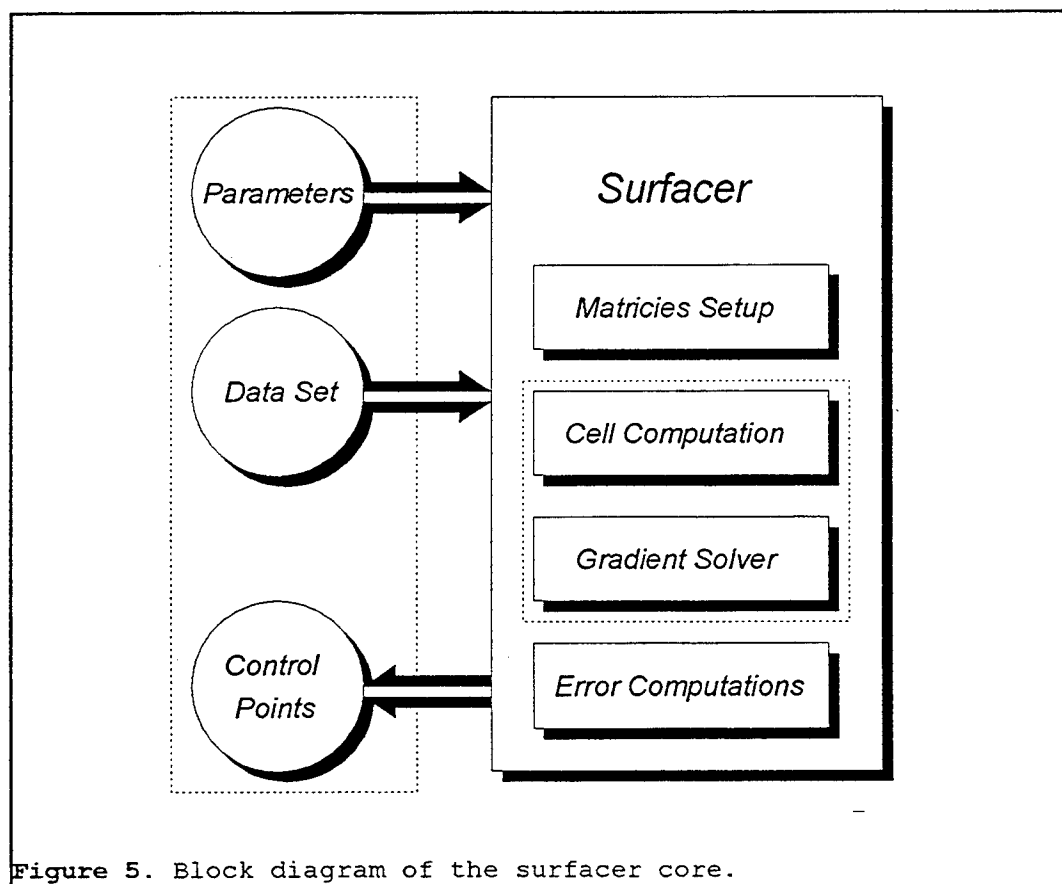 Parameters
Data Set
Control
Points
Surfacer
Matricies Setup
Cell Computation
Gradient Solver
Error Computations
Figure 5. Block diagram of the surfacer core.